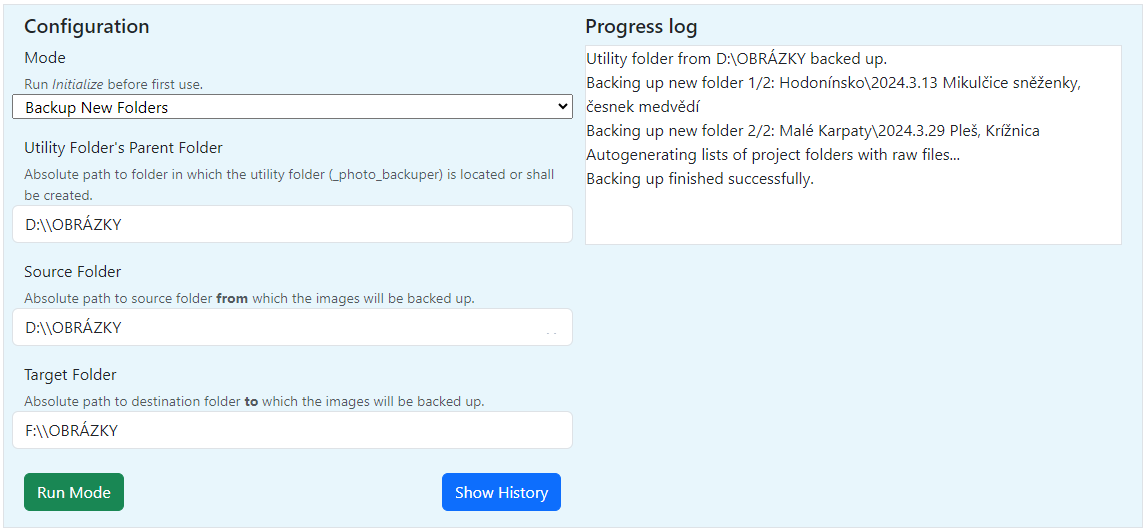 Configuration
Mode
Run Initialize before first use.
Backup New Folders
Utility Folder's Parent Folder
Absolute path to folder in which the utility folder (_photo_backuper) is located or shall
be created.
D:\\OBRÁZKY
Source Folder
Absolute path to source folder from which the images will be backed up.
D:\\OBRÁZKY
Target Folder
Absolute path to destination folder to which the images will be backed up.
F:\\OBRÁZKY
Run Mode
Show History
Progress log
Utility folder from D:\OBRÁZKY backed up.
Backing up new folder 1/2: Hodonínsko\2024.3.13 Mikulčice sněženky,
česnek medvědí
Backing up new folder 2/2: Malé Karpaty\2024.3.29 Pleš, Krížnica
Autogenerating lists of project folders with raw files...
Backing up finished successfully.